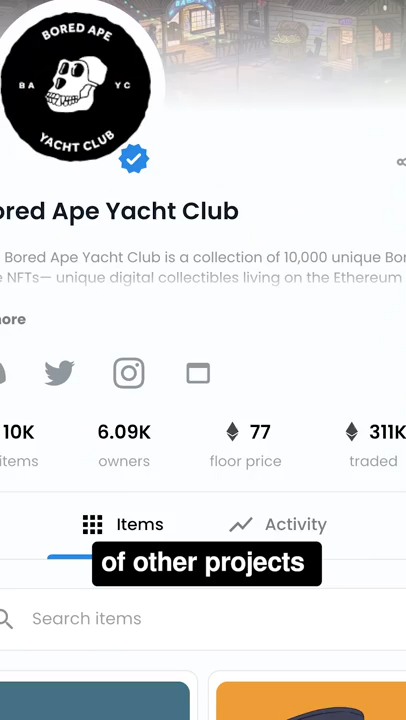 BORED APE
BA YC
YACHT CLUB
ored Ape Yacht Club
Bored Ape Yacht Club is a collection of 10,000 unique Bor
e NFTs— unique digital collectibles living on the Ethereum
nore
10K 6.09K 77 311K
items owners floor price traded
Items Activity
of other projects
Search items